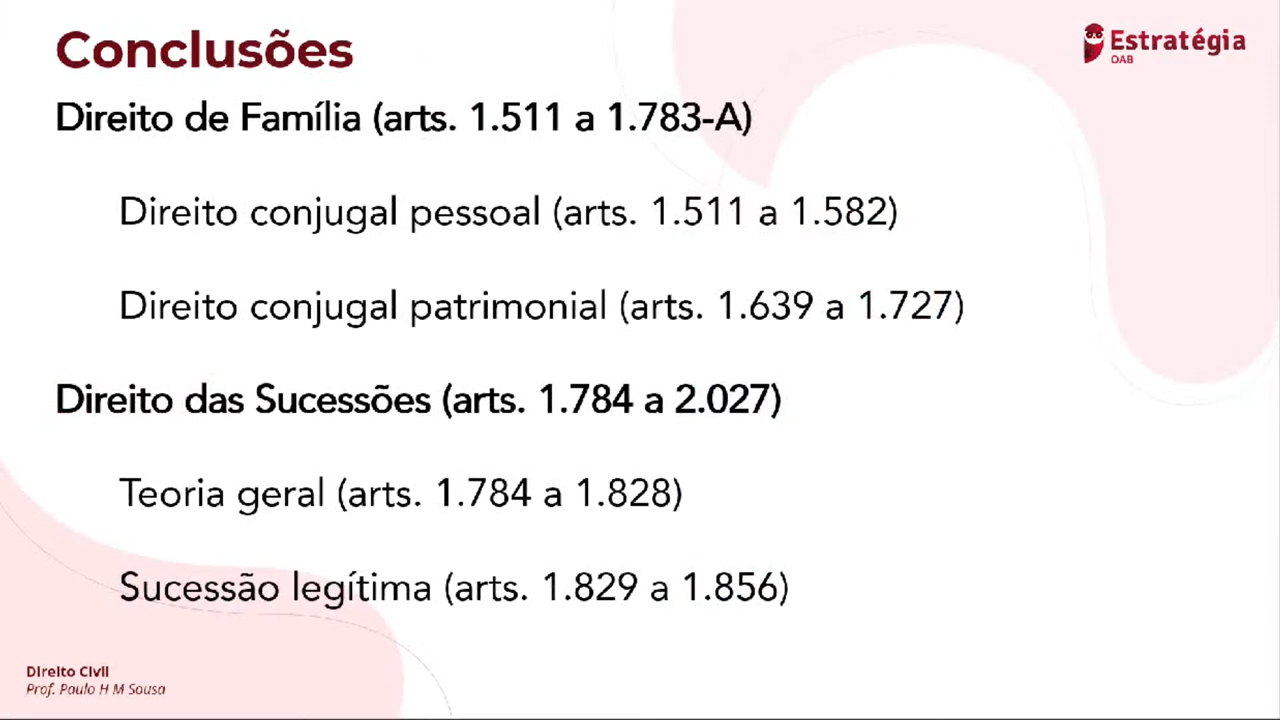 Conclusões
Estratégia
OAB
Direito de Família (arts. 1.511 a 1.783-A)
Direito conjugal pessoal (arts. 1.511 a 1.582)
Direito conjugal patrimonial (arts. 1.639 a 1.727)
Direito das Sucessões (arts. 1.784 a 2.027)
Teoria geral (arts. 1.784 a 1.828)
Sucessão legítima (arts. 1.829 a 1.856)
Direito Civil
Prof. Paulo H M Sousa